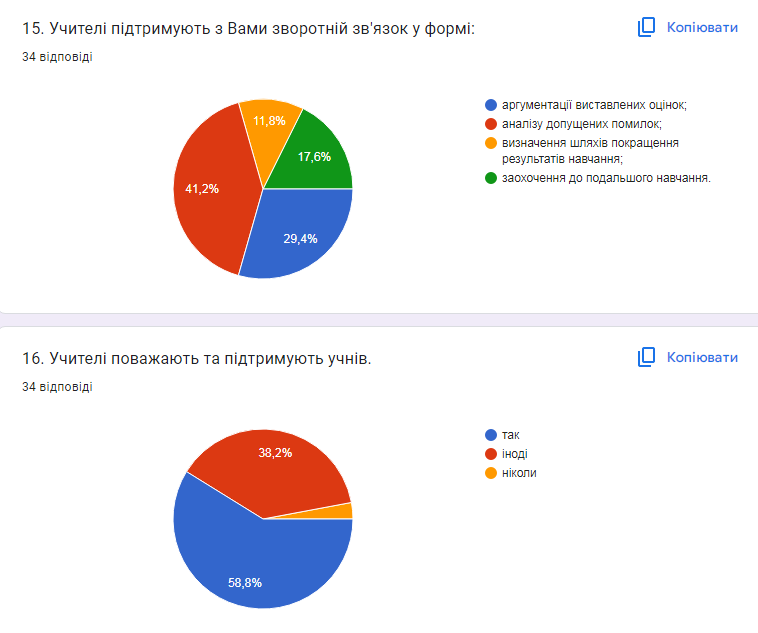 15. Учителі підтримують з Вами зворотній зв'язок у формі:
Копіювати
34 відповіді
аргументації виставлених оцінок;
аналізу допущених помилок;
визначення шляхів покращення
результатів навчання;
заохочення до подальшого навчання.
11,8%
17,6%
41,2%
29,4%
16. Учителі поважають та підтримують учнів.
Копіювати
34 відповіді
так
іноді
ніколи
38,2%
58,8%